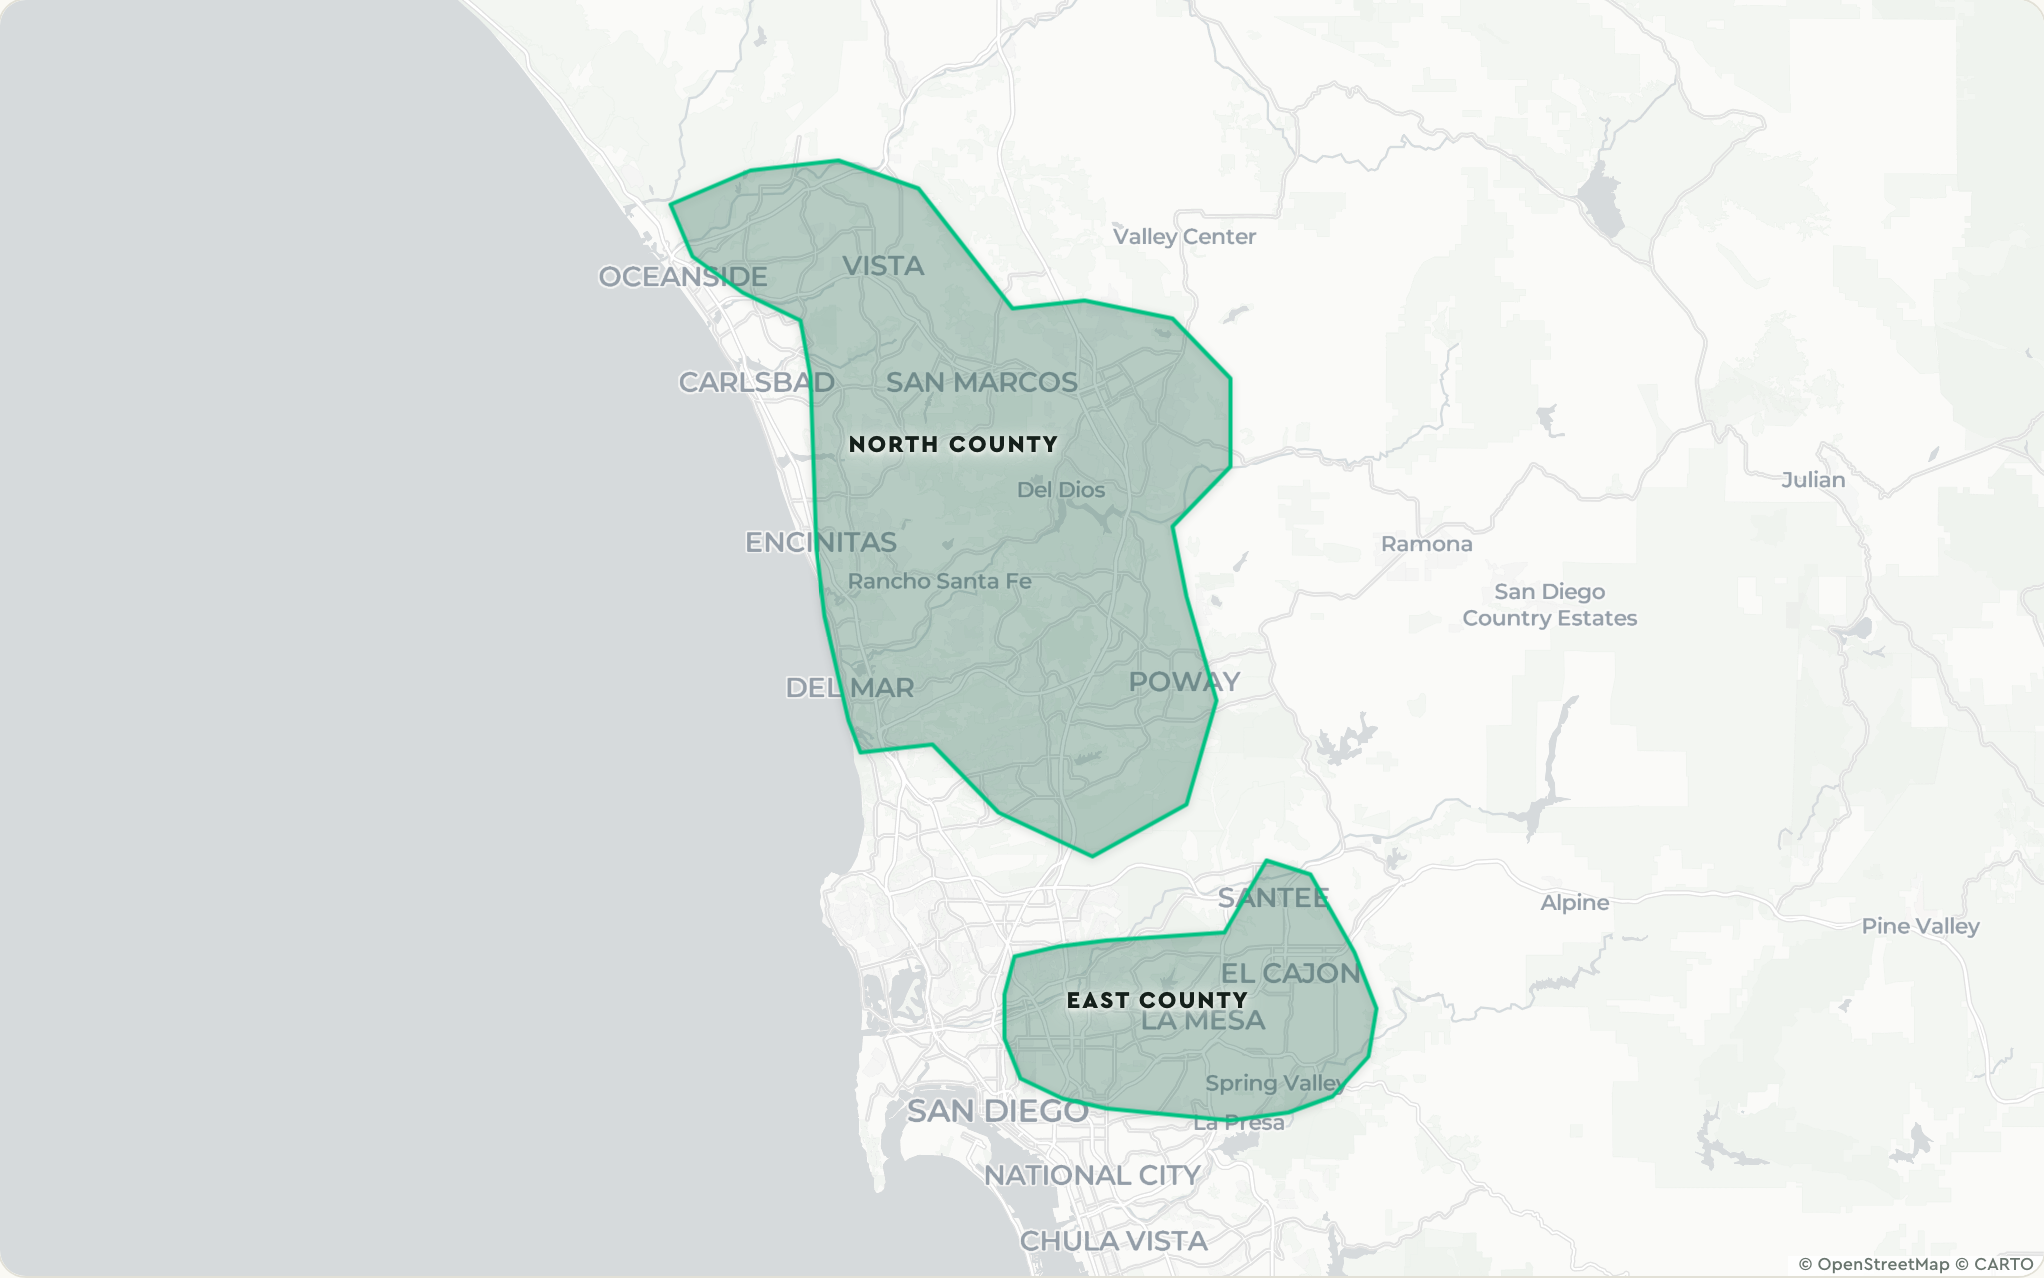 Valley Center
VISTA
OCEANSIDE
CARLSBAD
SAN MARCOS
NORTH COUNTY
Julian
Del Dios
ENCINITAS
Ramona
Rancho Santa Fe
San Diego
Country Estates
DEL MAR
POWAY
SANTEE
Alpine
Pine Valley
EL CAJON
EAST COUNTY
LA MESA
Spring Valley
SAN DIEGO
La Presa
NATIONAL CITY
CHULA VISTA
© OpenStreetMap © CARTO